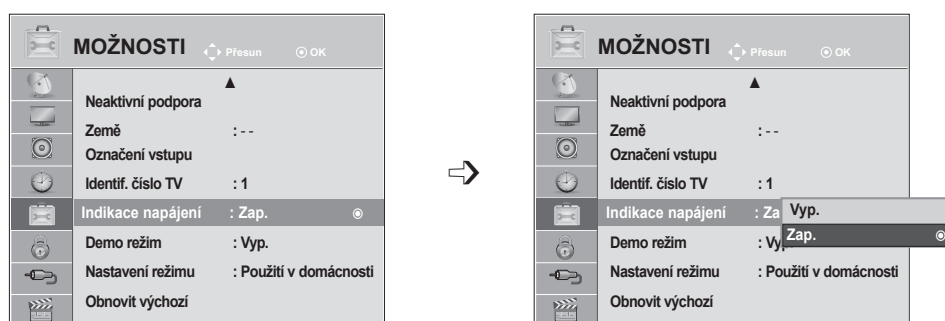 MOŽNOSTI Přesun OK
▲
Neaktivní podpora
Země : - -
Označení vstupu
Identif. číslo TV : 1
Indikace napájení : Zap.
Demo režim : Vyp.
Nastavení režimu : Použití v domácnosti
Obnovit výchozí
MOŽNOSTI Přesun OK
▲
Neaktivní podpora
Země : - -
Označení vstupu
Identif. číslo TV : 1
Indikace napájení : Za Vyp.
Demo režim : Vyp. Zap.
Nastavení režimu : Použití v domácnosti
Obnovit výchozí